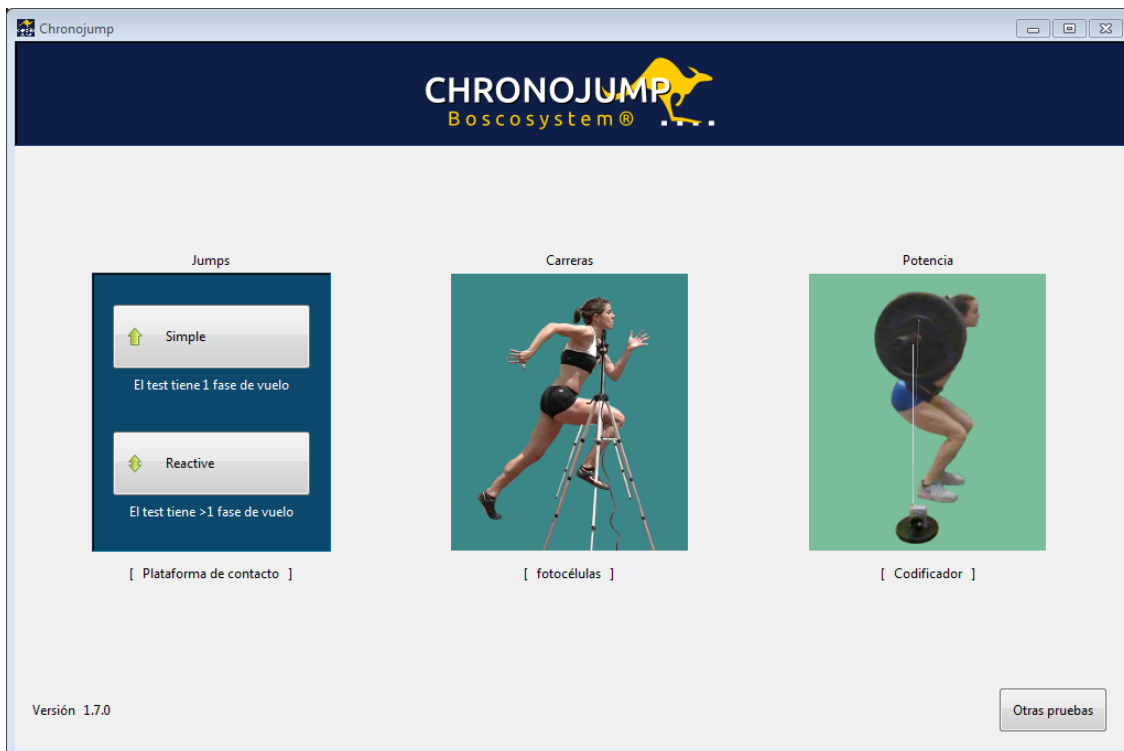 Chronojump
CHRONOJUMP
Boscosystem®
Jumps
Simple
El test tiene 1 fase de vuelo
Reactive
El test tiene >1 fase de vuelo
[ Plataforma de contacto ]
Carreras
[ fotocélulas ]
Potencia
[ Codificador ]
Versión 1.7.0
Otras pruebas